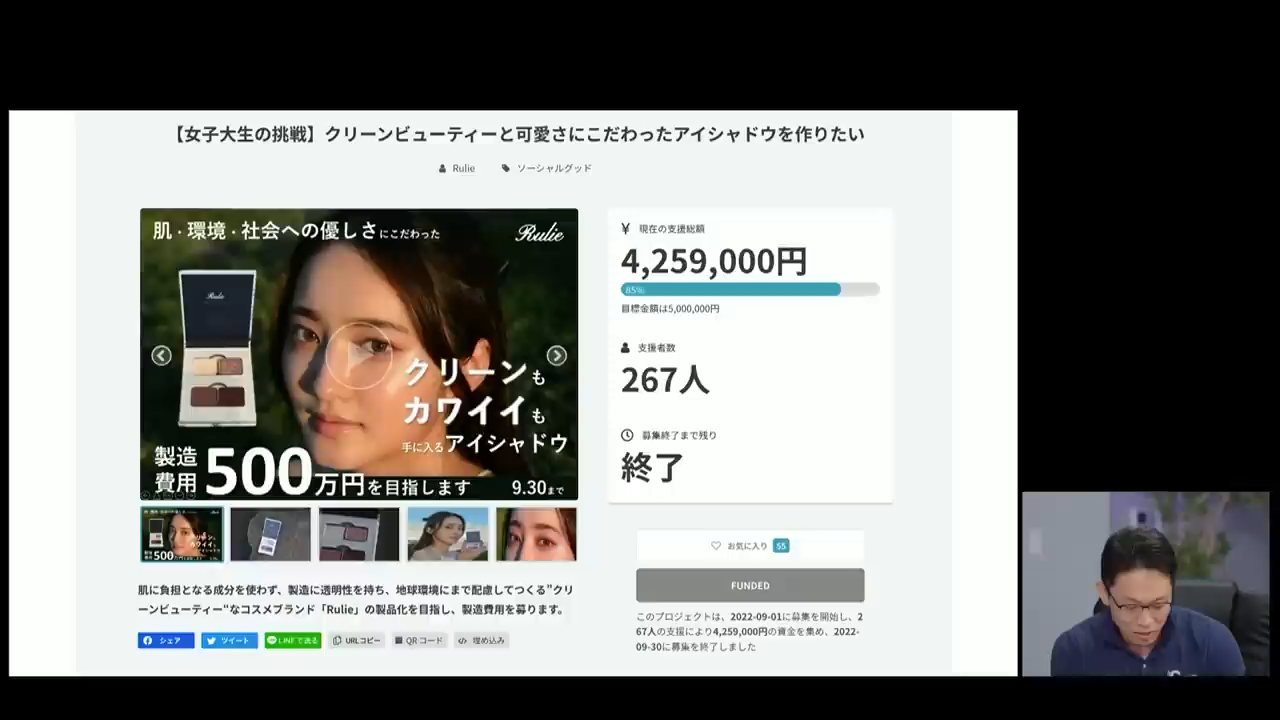 【女子大生の挑戦】クリーンビューティーと可愛さにこだわったアイシャドウを作りたい
Rulie ソーシャルグッド
肌・環境・社会への優しさにこだわった
Rulie
Rulie
クリーンも
カワイイも
手に入るアイシャドウ
製造費用500万円を目指します
9.30まで
¥ 現在の支援総額
4,259,000円
85%
目標金額は5,000,000円
支援者数
267人
募集終了まで残り
終了
お気に入り 55
FUNDED
このプロジェクトは、2022-09-01に募集を開始し、2
67人の支援により4,259,000円の資金を集め、2022-
09-30に募集を終了しました
肌に負担となる成分を使わず、製造に透明性を持ち、地球環境にまで配慮してつくる”クリ
ーンビューティー“なコスメブランド「Rulie」の製品化を目指し、製造費用を募ります。
シェア ツイート LINEで送る URLコピー QRコード 埋め込み